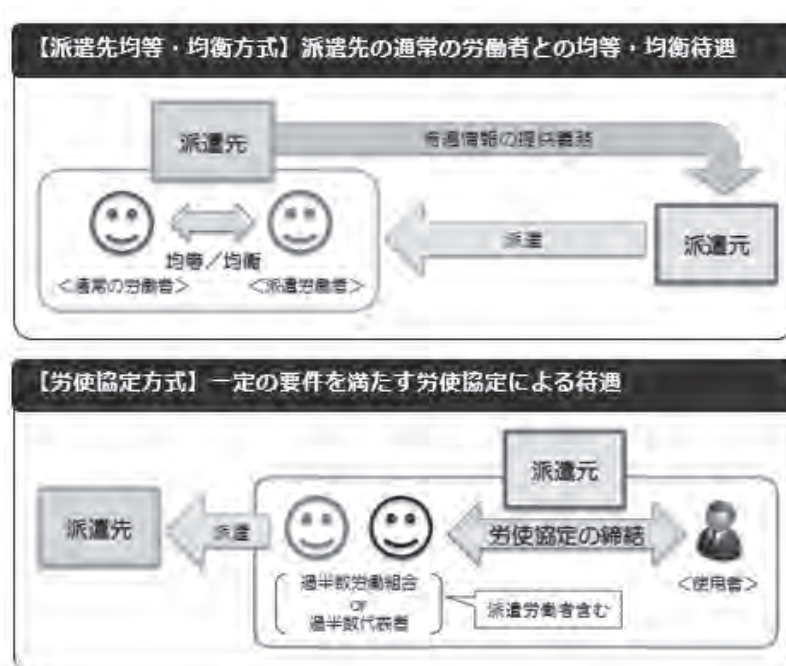 【派遣先均等・均衡方式】派遣先の通常の労働者との均等・均衡待遇
派遣先
待遇情報の提供義務
派遣
派遣元
均等／均衡
＜通常の労働者＞
＜派遣労働者＞
【労使協定方式】一定の要件を満たす労使協定による待遇
派遣元
派遣先
派遣
労使協定の締結
過半数労働組合
or
過半数代表者
派遣労働者含む
＜使用者＞